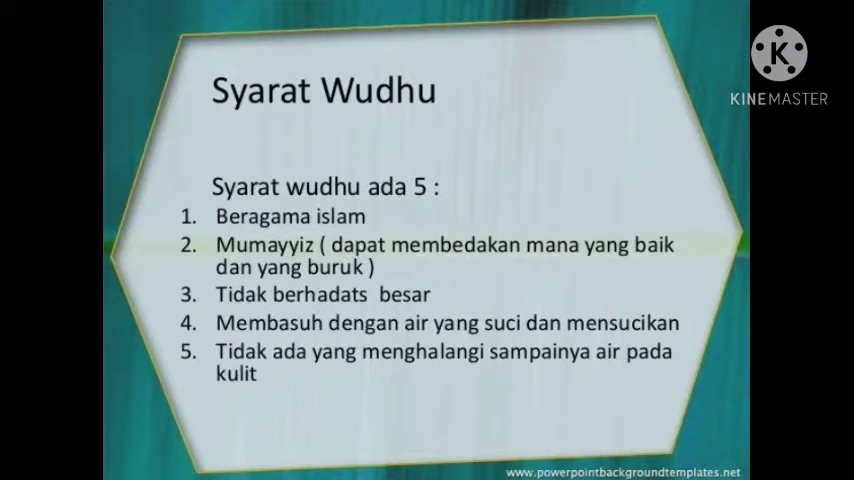 Syarat Wudhu
K
KINEMASTER
Syarat wudhu ada 5 :
1. Beragama islam
2. Mumayyiz ( dapat membedakan mana yang baik
dan yang buruk )
3. Tidak berhadats besar
4. Membasuh dengan air yang suci dan mensucikan
5. Tidak ada yang menghalangi sampainya air pada
kulit
www.powerpointbackgroundtemplates.net